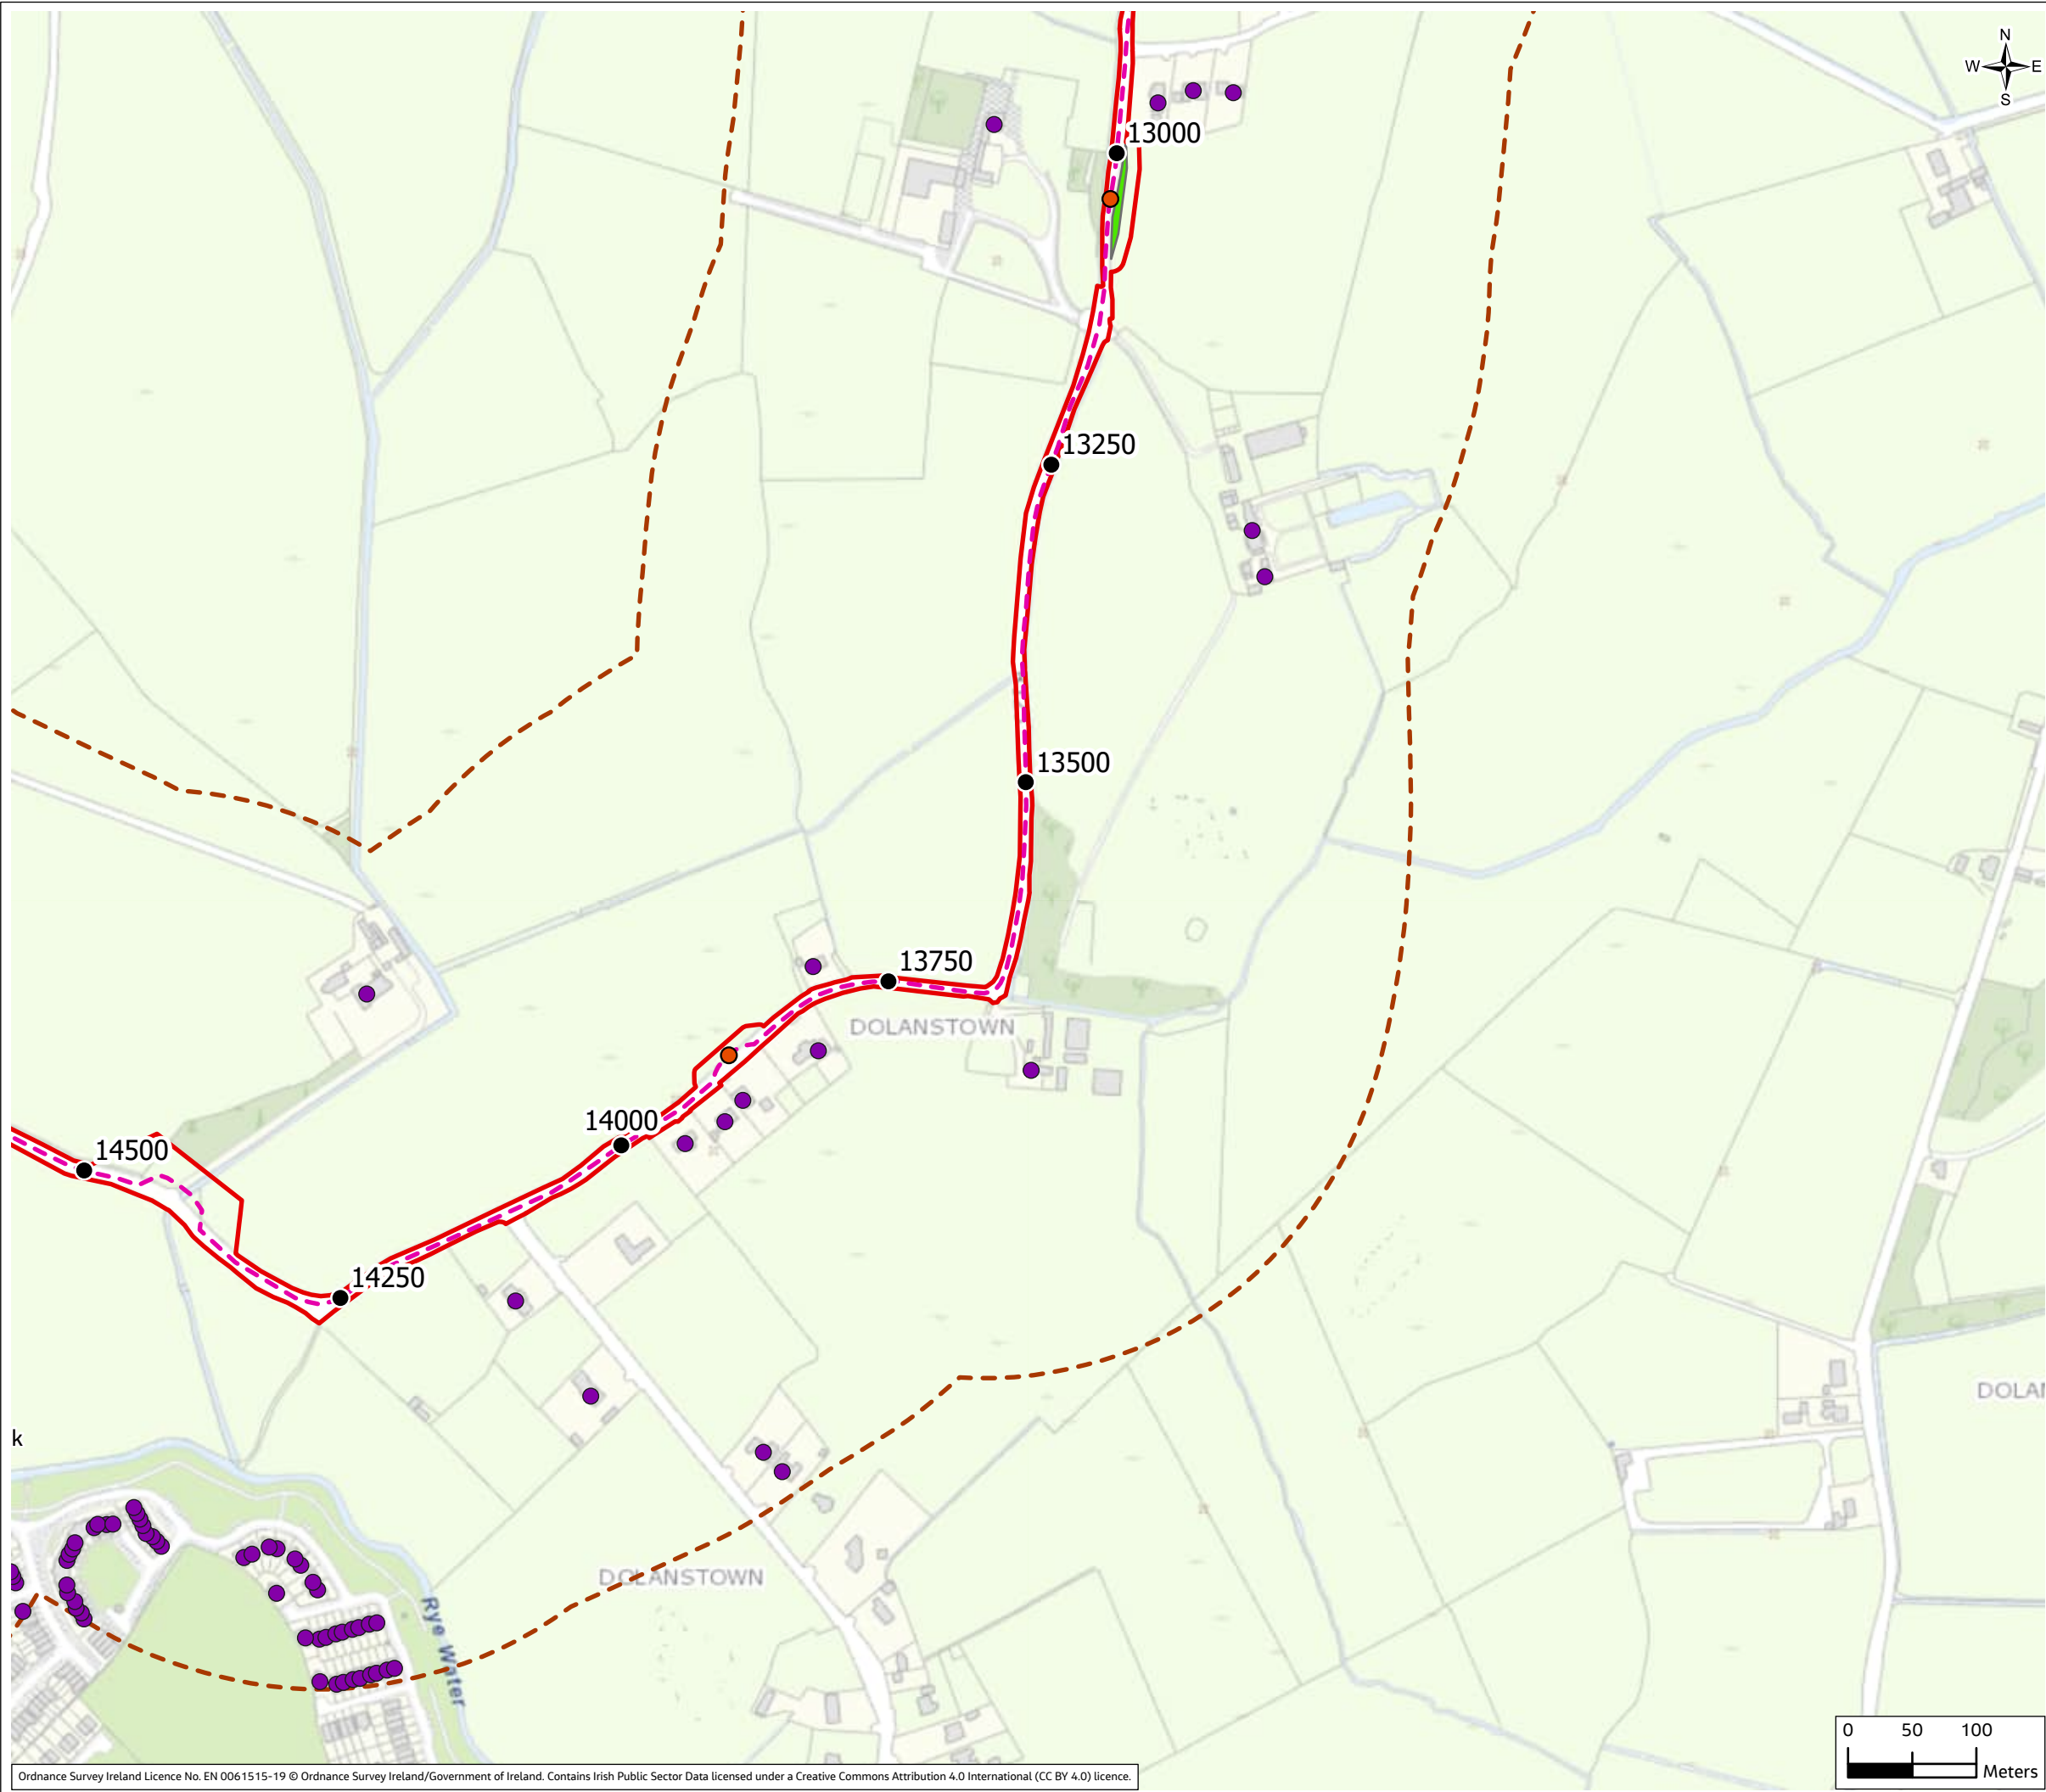 N
W E
S
13000
13250
13500
13750
DOLANSTOWN
14000
14500
14250
DOLAN
k
DOLANSTOWN
Rye Water
0 50 100
Meters
Ordnance Survey Ireland Licence No. EN 0061515-19 © Ordnance Survey Ireland/Government of Ireland. Contains Irish Public Sector Data licensed under a Creative Commons Attribution 4.0 International (CC BY 4.0) licence.